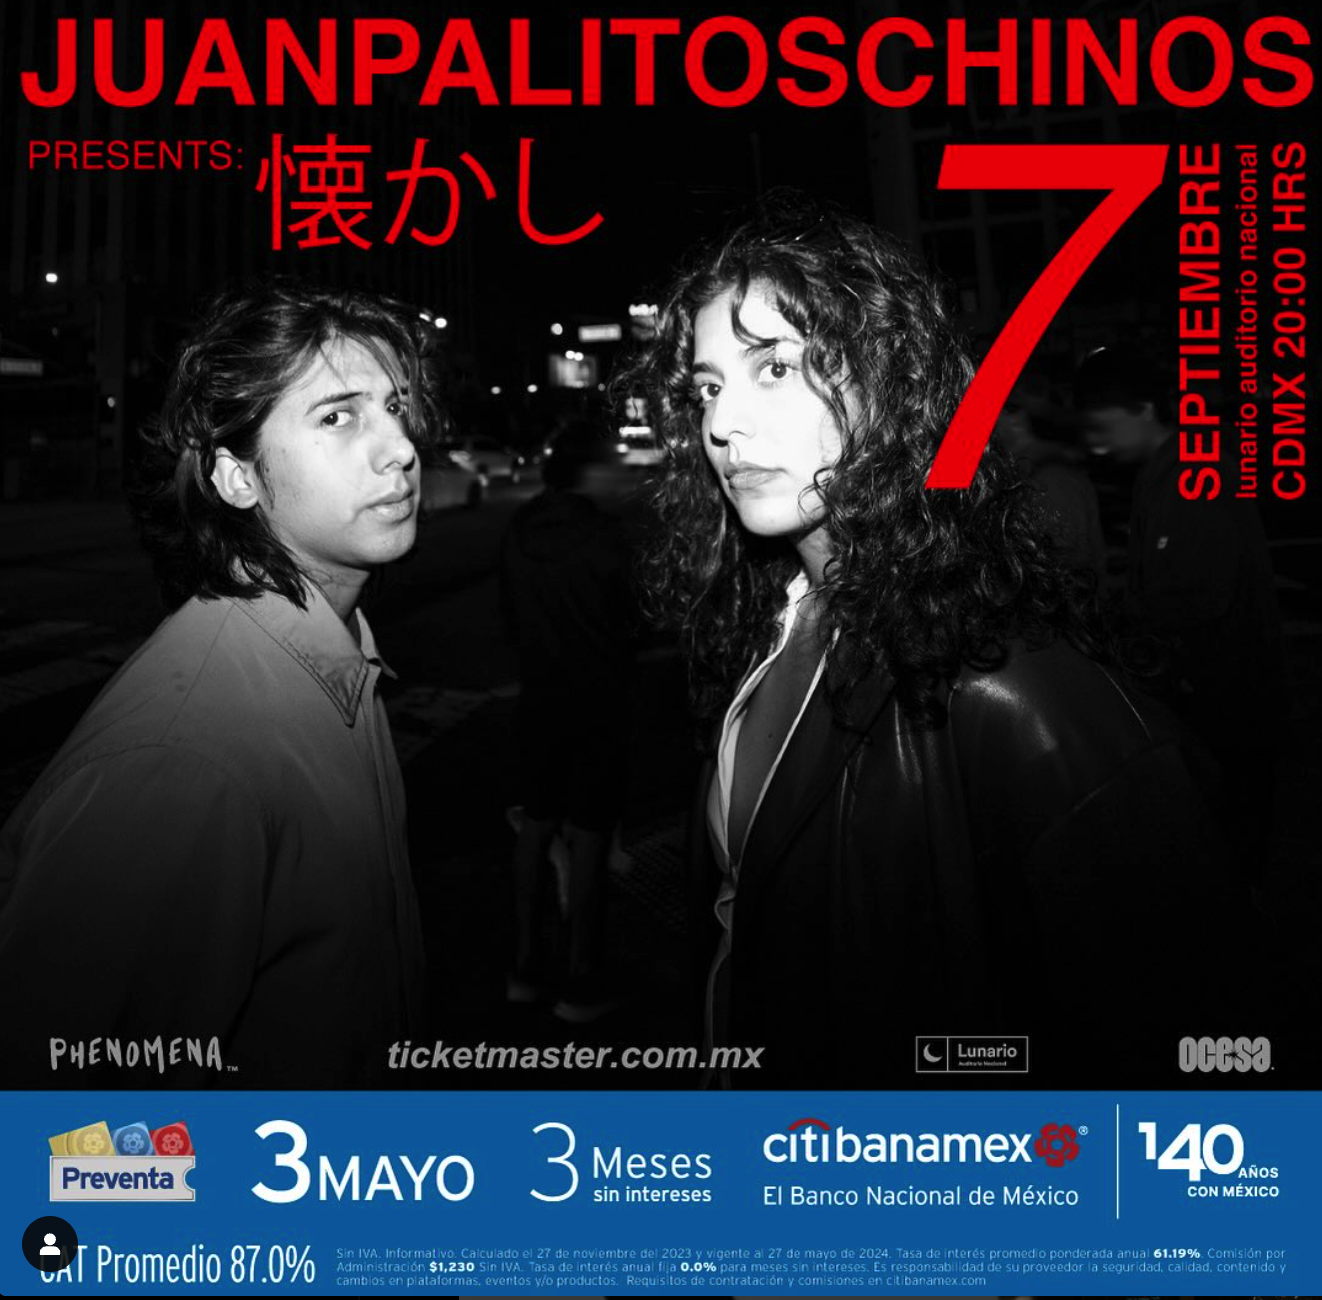 JUANPALITOSCHINOS
PRESENTS: 懐かし
7
SEPTIEMBRE
lunario auditorio nacional
CDMX 20:00 HRS
PHENOMENA™
ticketmaster.com.mx
Lunario
Auditorio Nacional
ocesa
Preventa
3 MAYO
3 Meses
sin intereses
citibanamex®
El Banco Nacional de México
140 AÑOS
CON MÉXICO
CAT Promedio 87.0%
Sin IVA. Informativo. Calculado el 27 de noviembre del 2023 y vigente al 27 de mayo de 2024. Tasa de interés promedio ponderada anual 61.19%. Comisión por
Administración $1,230 Sin IVA. Tasa de interés anual fija 0.0% para meses sin intereses. Es responsabilidad de su proveedor la seguridad, calidad, contenido y
cambios en plataformas, eventos y/o productos. Requisitos de contratación y comisiones en citibanamex.com